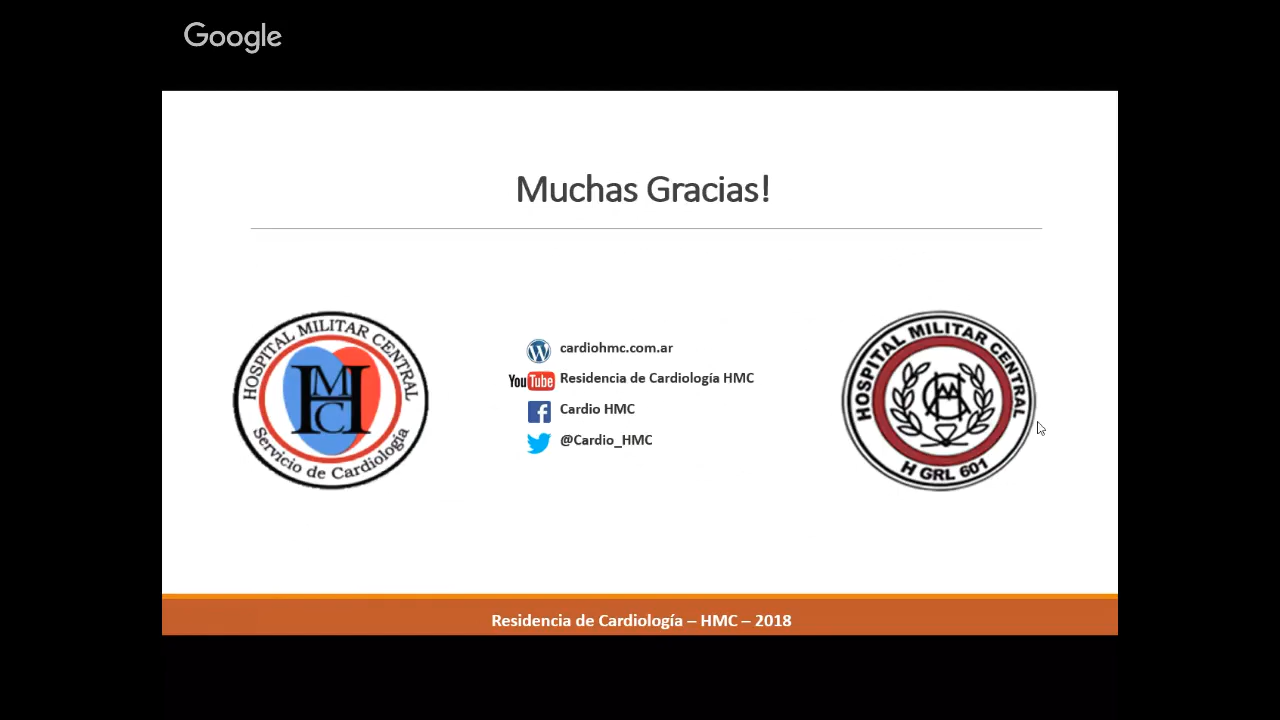 Google
Muchas Gracias!
HOSPITAL MILITAR CENTRAL
HMC
Servicio de Cardiología
cardiohmc.com.ar
YouTube Residencia de Cardiología HMC
Cardio HMC
@Cardio_HMC
HOSPITAL MILITAR CENTRAL
HMC
H GRL 601
Residencia de Cardiología – HMC – 2018